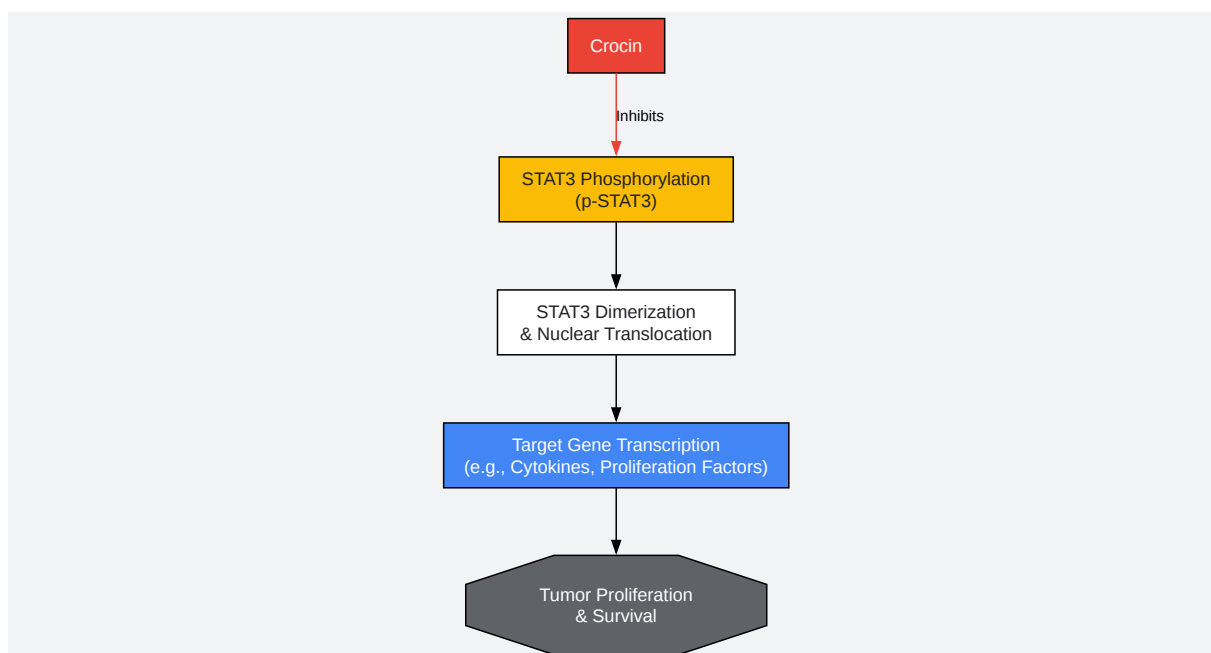 Crocin
Inhibits
STAT3 Phosphorylation
(p-STAT3)
STAT3 Dimerization
& Nuclear Translocation
Target Gene Transcription
(e.g., Cytokines, Proliferation Factors)
Tumor Proliferation
& Survival